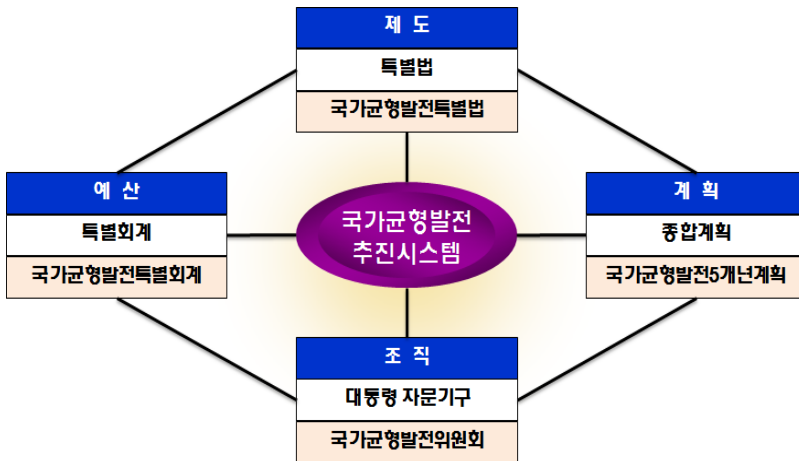 제 도
특별법
국가균형발전특별법
예 산
특별회계
국가균형발전특별회계
국가균형발전
추진시스템
계 획
종합계획
국가균형발전5개년계획
조 직
대통령 자문기구
국가균형발전위원회